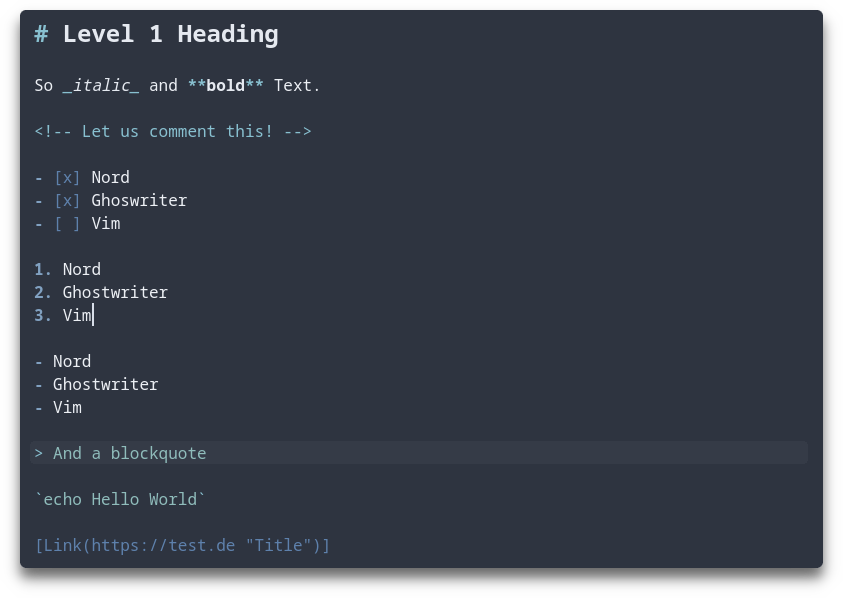 # Level 1 Heading
So _italic_ and **bold** Text.
<!-- Let us comment this! -->
- [x] Nord
- [x] Ghoswriter
- [ ] Vim
1. Nord
2. Ghostwriter
3. Vim
- Nord
- Ghostwriter
- Vim
> And a blockquote
`echo Hello World`
[Link(https://test.de "Title")]